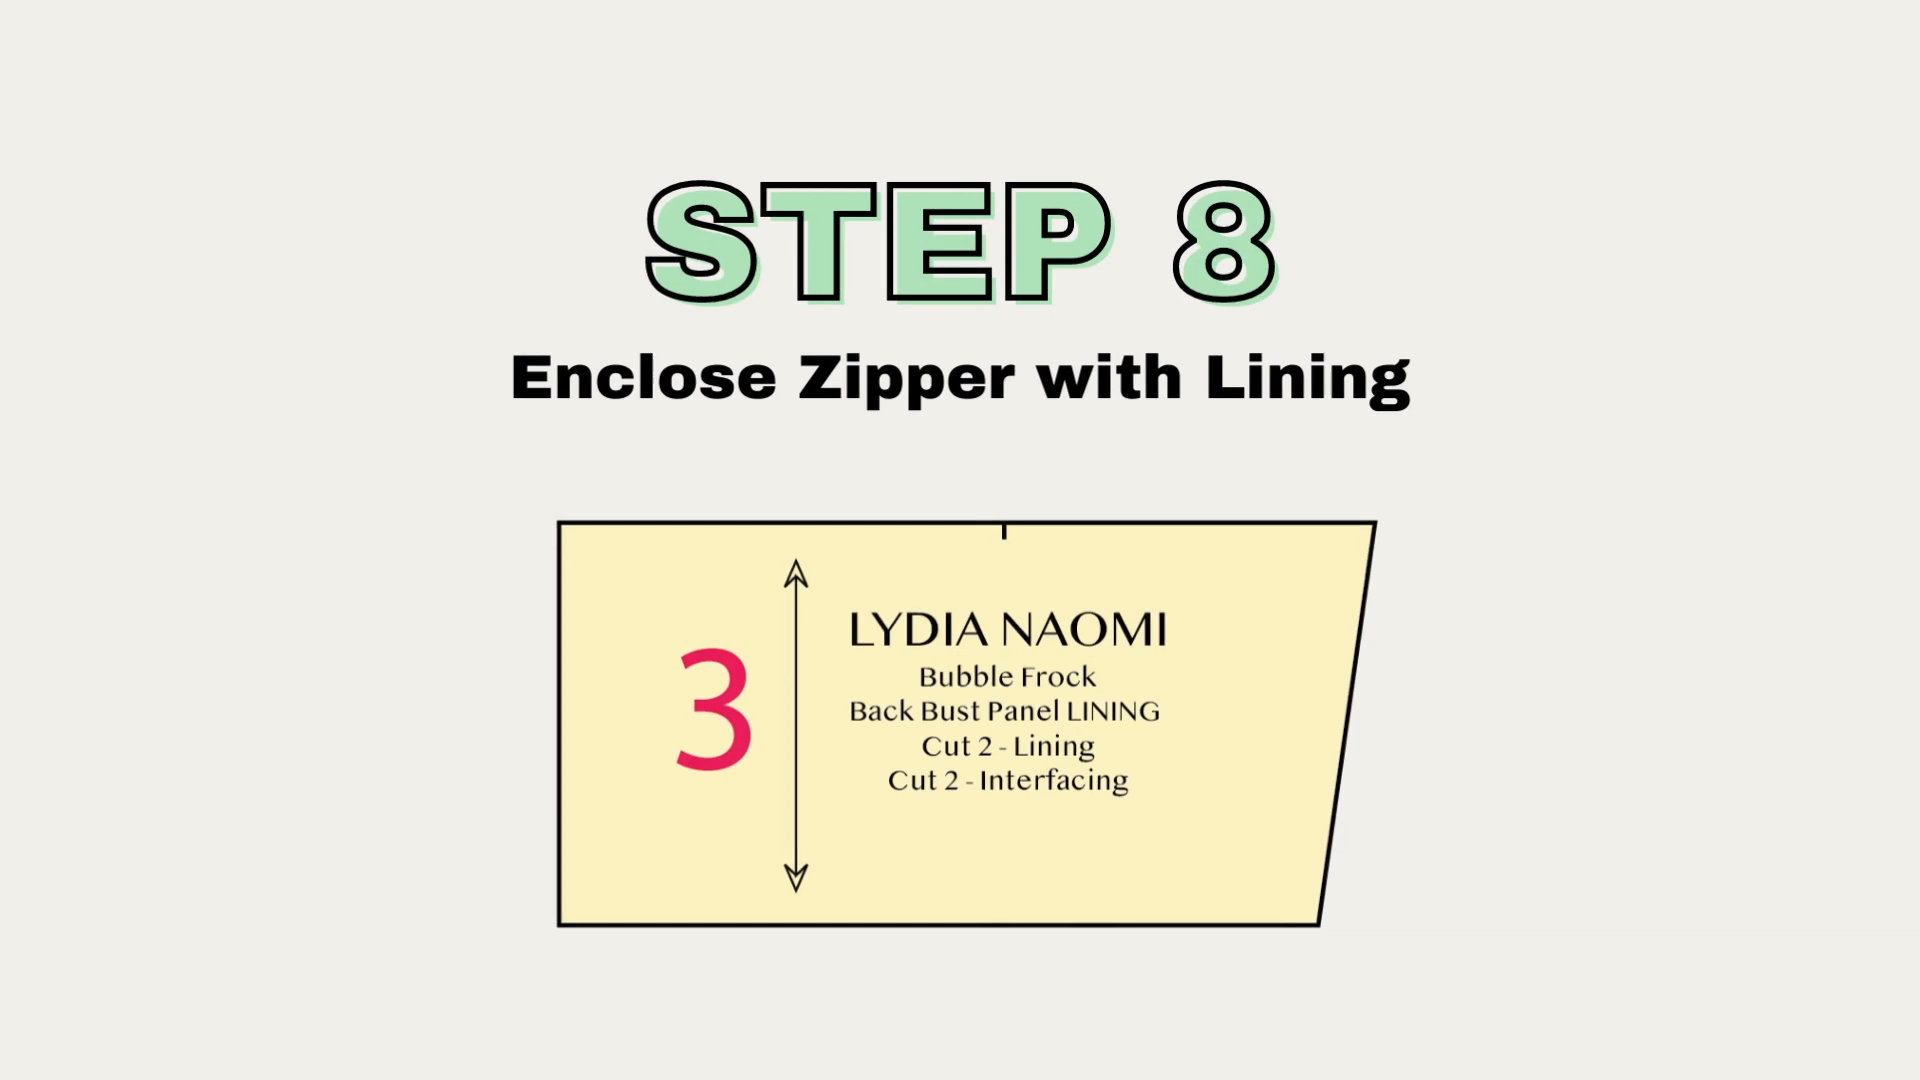 STEP 8
Enclose Zipper with Lining
3
LYDIA NAOMI
Bubble Frock
Back Bust Panel LINING
Cut 2 - Lining
Cut 2 - Interfacing